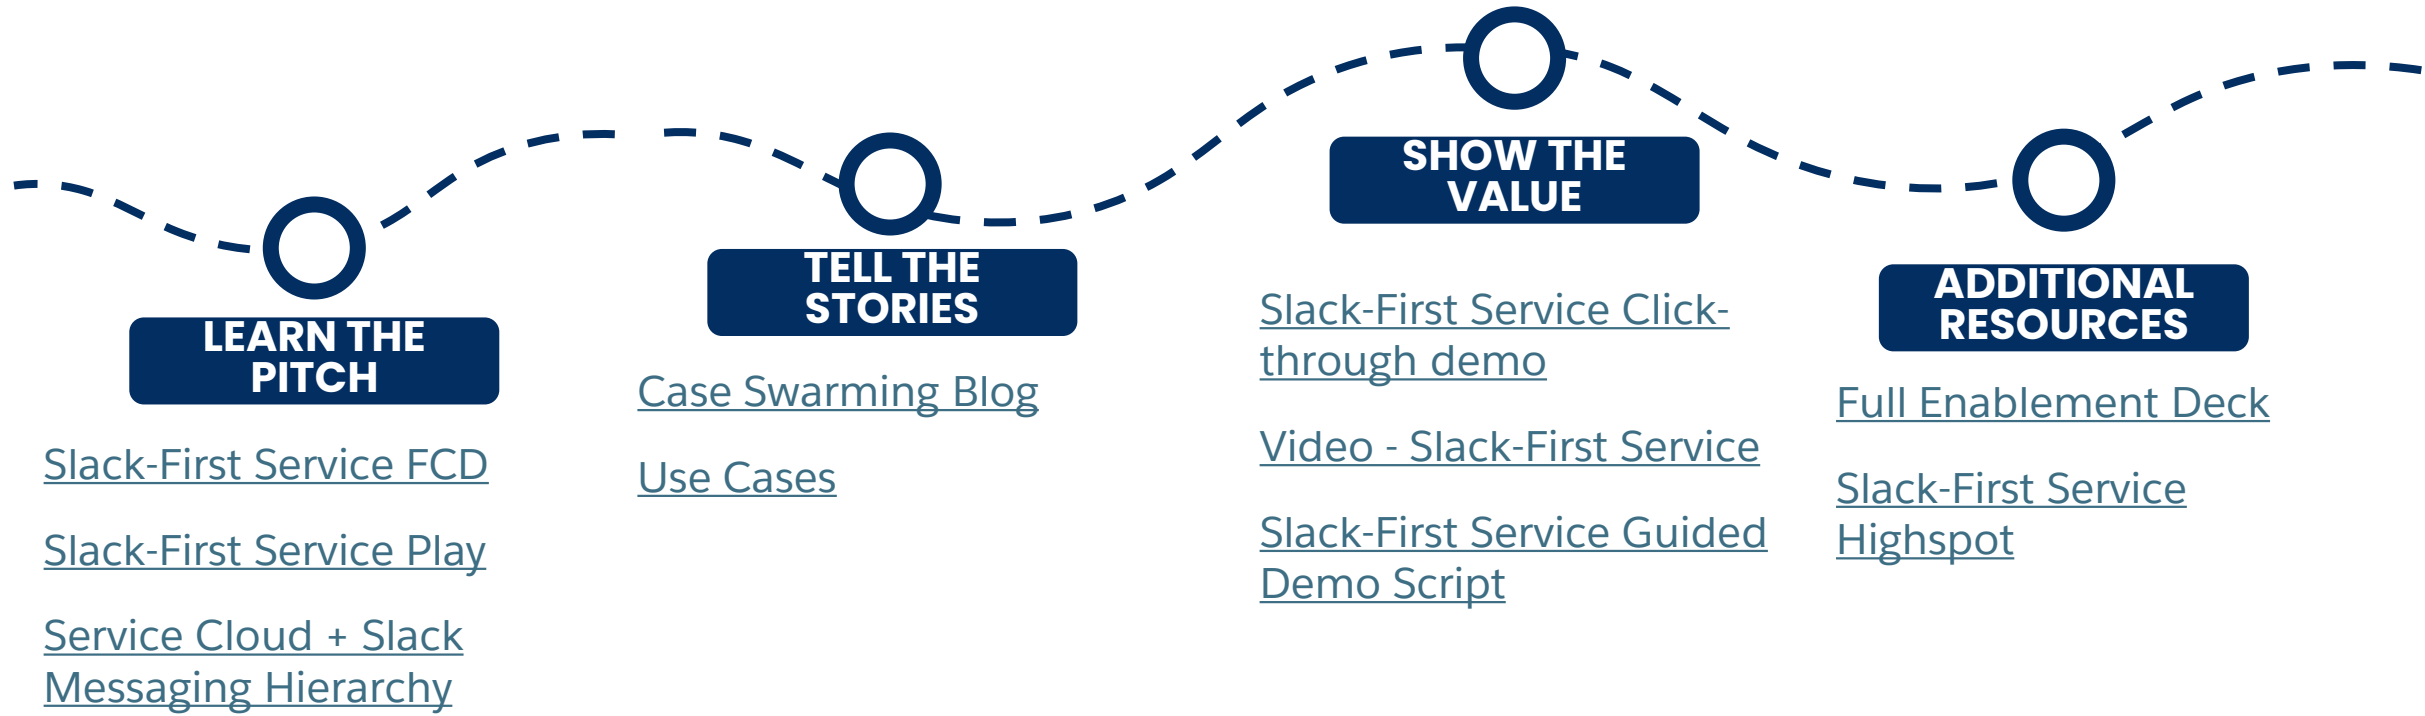 LEARN THE
PITCH
Slack-First Service FCD
Slack-First Service Play
Service Cloud + Slack
Messaging Hierarchy
TELL THE
STORIES
Case Swarming Blog
Use Cases
SHOW THE
VALUE
Slack-First Service Click-
through demo
Video - Slack-First Service
Slack-First Service Guided
Demo Script
ADDITIONAL
RESOURCES
Full Enablement Deck
Slack-First Service
Highspot